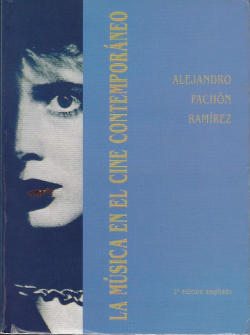 LA MÚSICA EN EL CINE CONTEMPORÁNEO
ALEJANDRO
PACHÓN
RAMÍREZ
2ª edición ampliada